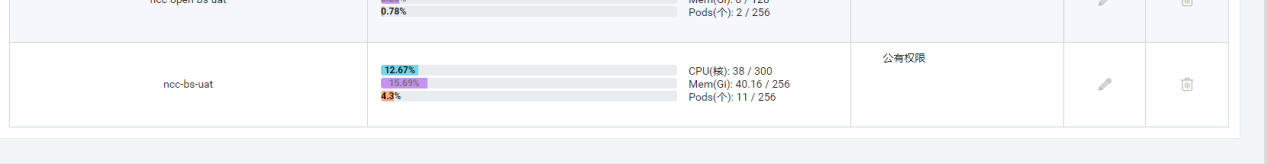 ncc-open-bs-uat
0.78%
Pods(个): 2 / 256
ncc-bs-uat
12.67%
15.69%
4.3%
CPU(核): 38 / 300
Mem(Gi): 40.16 / 256
Pods(个): 11 / 256
公有权限